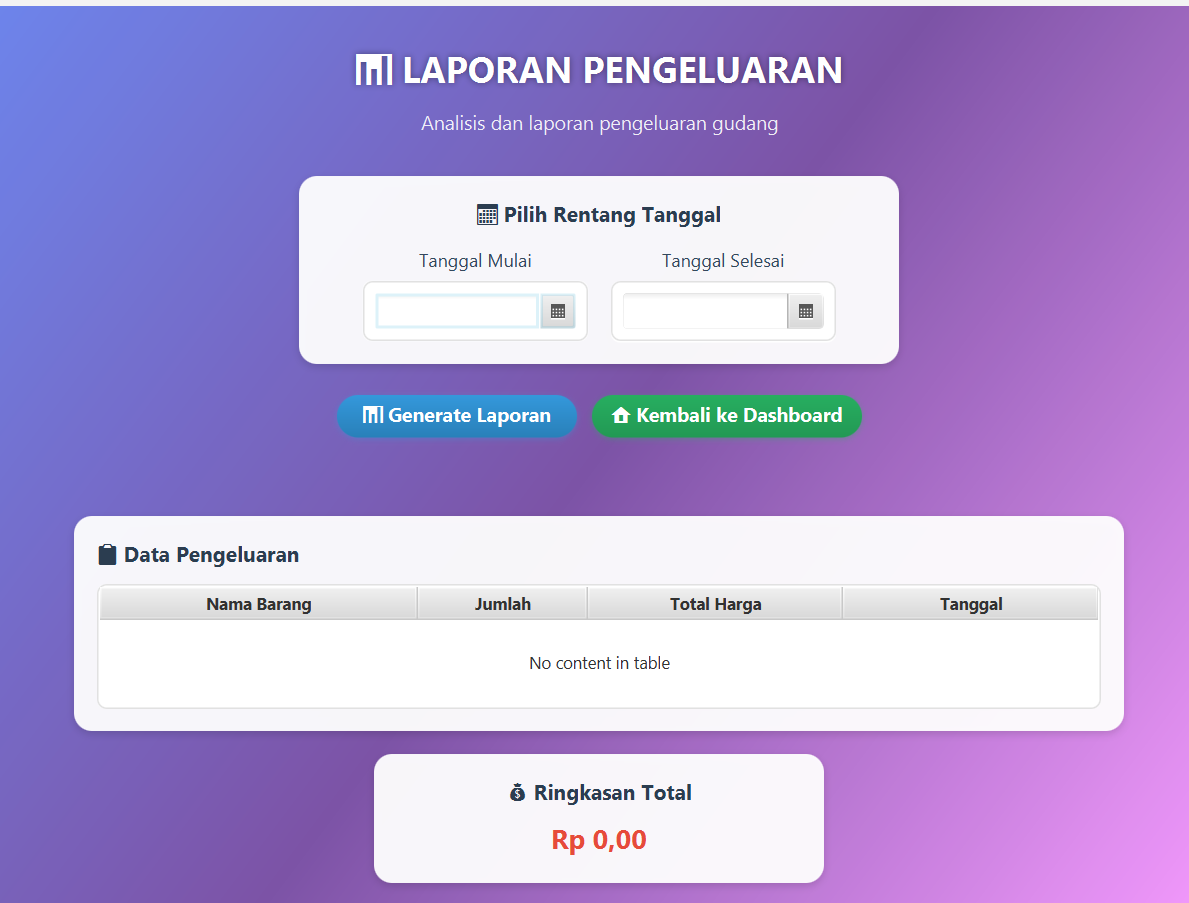 LAPORAN PENGELUARAN
Analisis dan laporan pengeluaran gudang
Pilih Rentang Tanggal
Tanggal Mulai
Tanggal Selesai
Generate Laporan
Kembali ke Dashboard
Data Pengeluaran
Nama Barang Jumlah Total Harga Tanggal
No content in table
Ringkasan Total
Rp 0,00